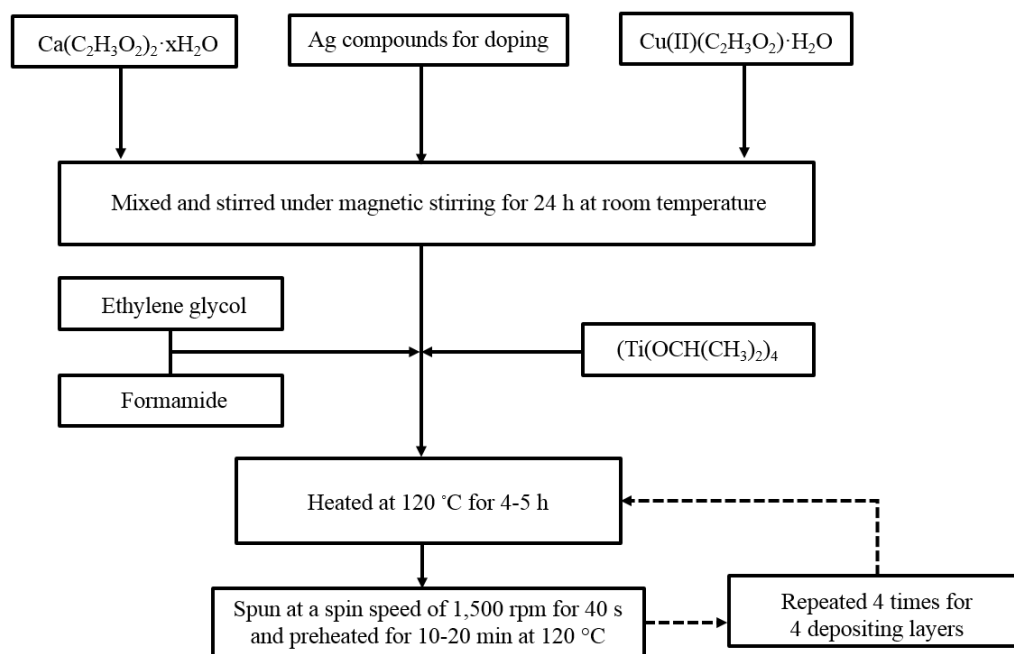 Ca(C₂H₃O₂)₂·xH₂O
Ag compounds for doping
Cu(II)(C₂H₃O₂)·H₂O
Mixed and stirred under magnetic stirring for 24 h at room temperature
Ethylene glycol
(Ti(OCH(CH₃)₂)₄
Formamide
Heated at 120 °C for 4-5 h
Spun at a spin speed of 1,500 rpm for 40 s
and preheated for 10-20 min at 120 °C
Repeated 4 times for
4 depositing layers